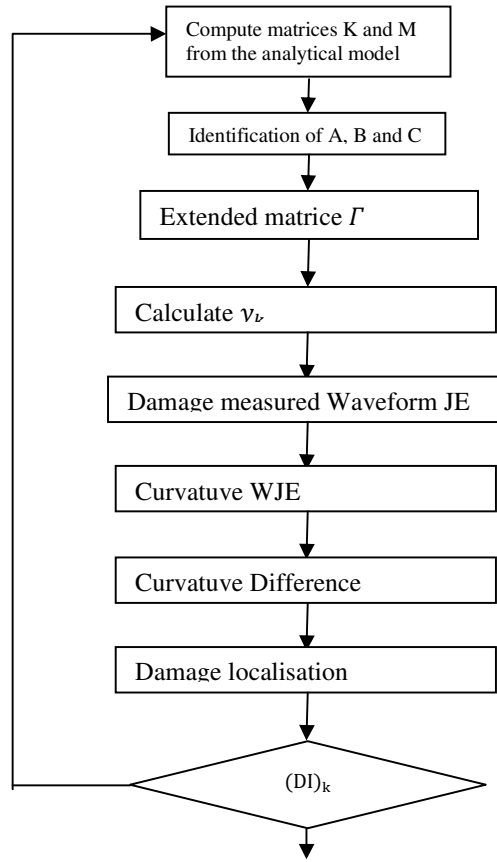 Compute matrices K and M
from the analytical model
Identification of A, B and C
Extended matrice Γ
Calculate
Damage measured Waveform JE
Curvatuve WJE
Curvatuve Difference
Damage localisation
(DI)k